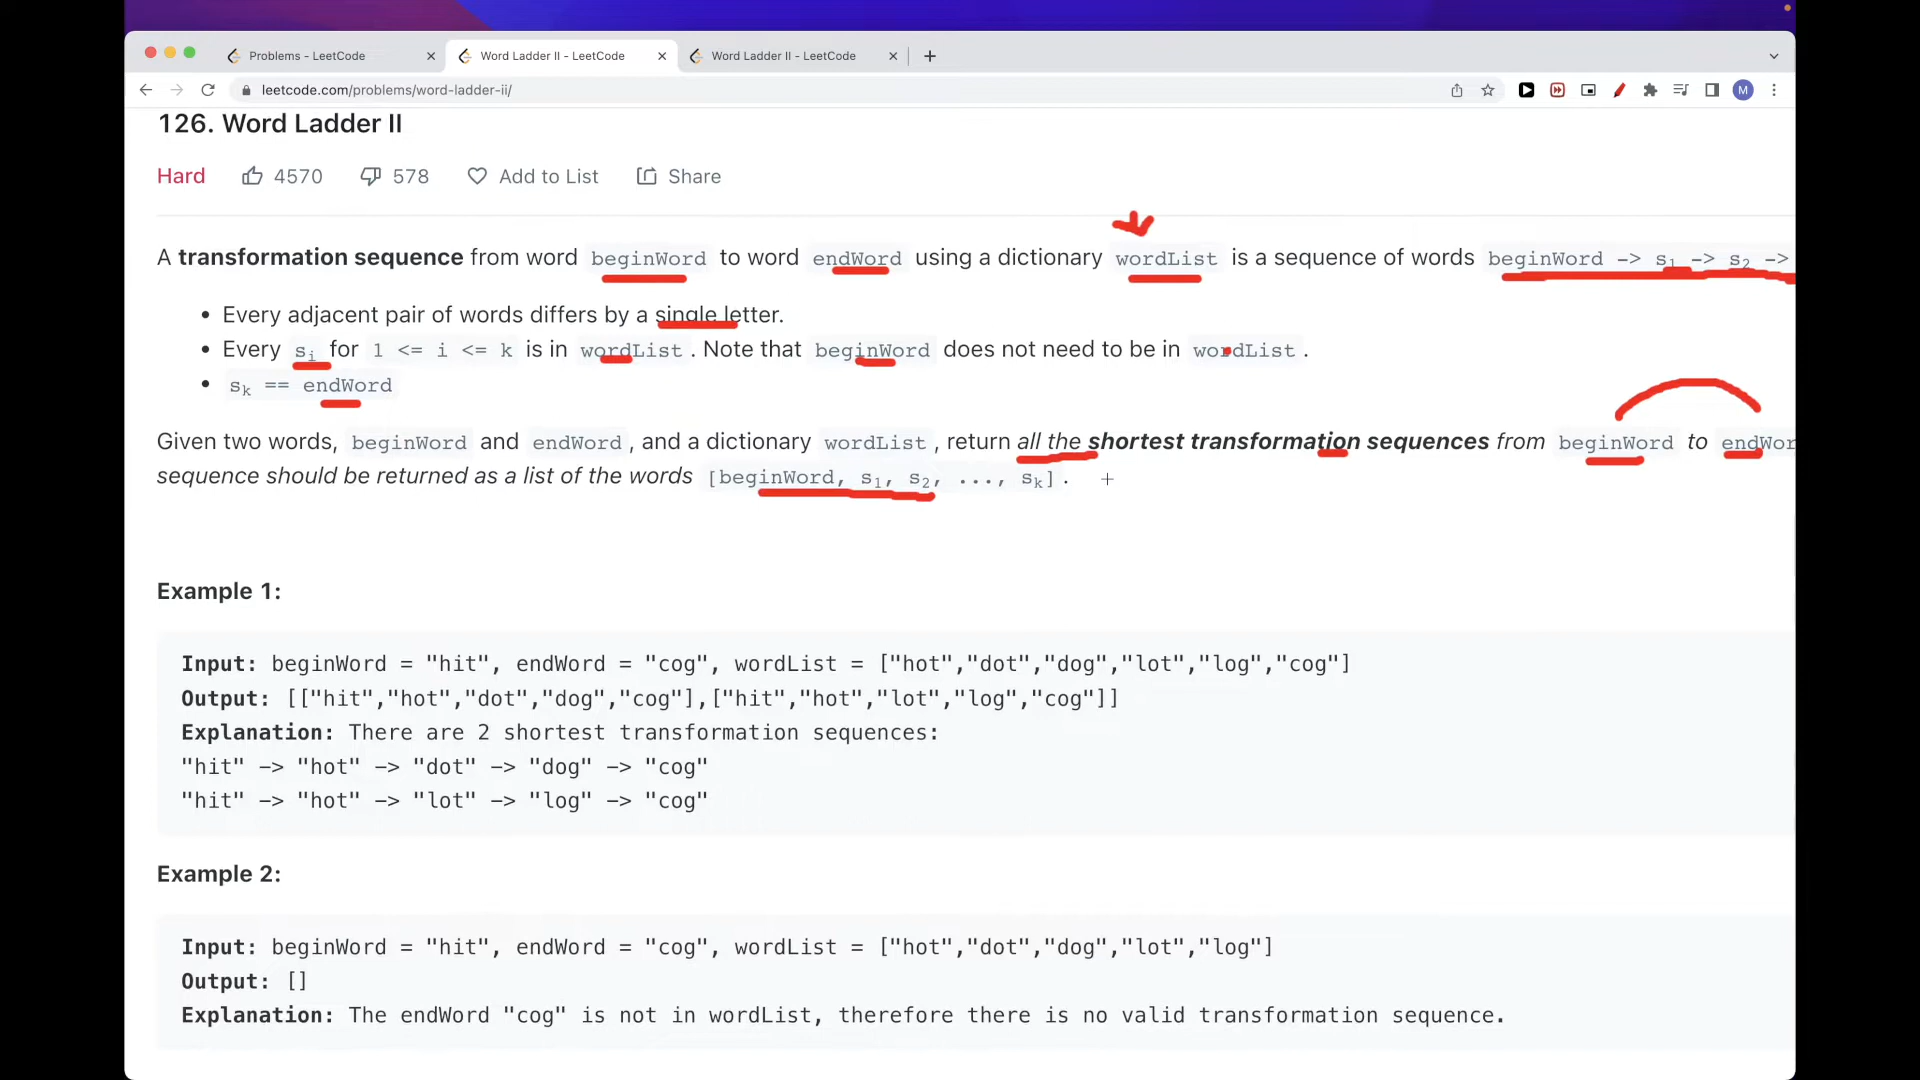 Problems - LeetCode
Word Ladder II - LeetCode
Word Ladder II - LeetCode
leetcode.com/problems/word-ladder-ii/
M
126. Word Ladder II
Hard 4570 578 Add to List Share
A transformation sequence from word beginWord to word endWord using a dictionary wordList is a sequence of words beginWord -> s1 -> s2 ->
• Every adjacent pair of words differs by a single letter.
• Every si for 1 <= i <= k is in wordList . Note that beginWord does not need to be in wordList .
• sk == endWord
Given two words, beginWord and endWord , and a dictionary wordList , return all the shortest transformation sequences from beginWord to endWor
sequence should be returned as a list of the words [beginWord, s1, s2, ..., sk] .
Example 1:
Input: beginWord = "hit", endWord = "cog", wordList = ["hot","dot","dog","lot","log","cog"]
Output: [["hit","hot","dot","dog","cog"],["hit","hot","lot","log","cog"]]
Explanation: There are 2 shortest transformation sequences:
"hit" -> "hot" -> "dot" -> "dog" -> "cog"
"hit" -> "hot" -> "lot" -> "log" -> "cog"
Example 2:
Input: beginWord = "hit", endWord = "cog", wordList = ["hot","dot","dog","lot","log"]
Output: []
Explanation: The endWord "cog" is not in wordList, therefore there is no valid transformation sequence.